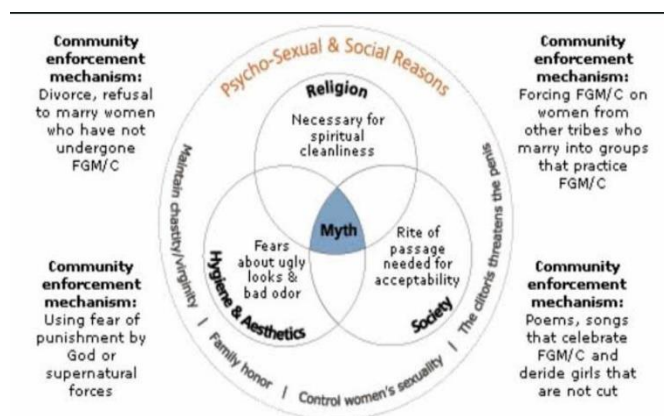 Community
enforcement
mechanism:
Divorce, refusal
to marry women
who have not
undergone
FGM/C
Psycho-Sexual & Social Reasons
Community
enforcement
mechanism:
Forcing FGM/C on
women from
other tribes who
marry into groups
that practice
FGM/C
Religion
Necessary for
spiritual
cleanliness
Myth
Hygiene & Aesthetics
Fears
about ugly
looks &
bad odor
Society
Rite of
passage
needed for
acceptability
Maintain chastity/virginity | Family honor | Control women's sexuality | The clitoris threatens the penis
Community
enforcement
mechanism:
Using fear of
punishment by
God or
supernatural
forces
Community
enforcement
mechanism:
Poems, songs
that celebrate
FGM/C and
deride girls that
are not cut